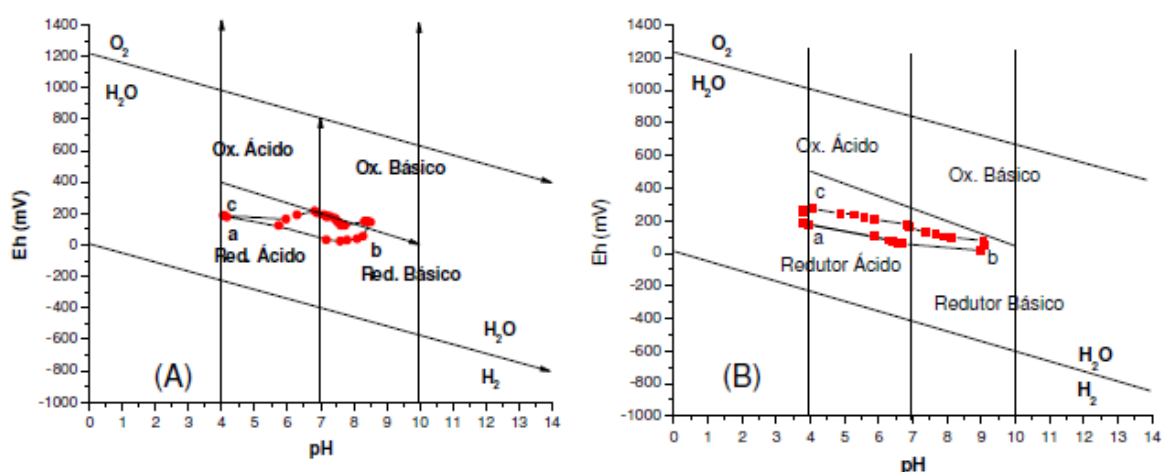 1400
1200
1000
800
600
400
200
0
-200
-400
-600
-800
-1000
Eh (mV)
O2
H2O
Ox. Ácido
Ox. Básico
c
a
b
Red. Ácido
Red. Básico
H2O
H2
(A)
0 1 2 3 4 5 6 7 8 9 10 11 12 13 14
pH
1400
1200
1000
800
600
400
200
0
-200
-400
-600
-800
-1000
Eh (mV)
O2
H2O
Ox. Ácido
Ox. Básico
c
a
b
Redutor Ácido
Redutor Básico
H2O
H2
(B)
0 1 2 3 4 5 6 7 8 9 10 11 12 13 14
pH